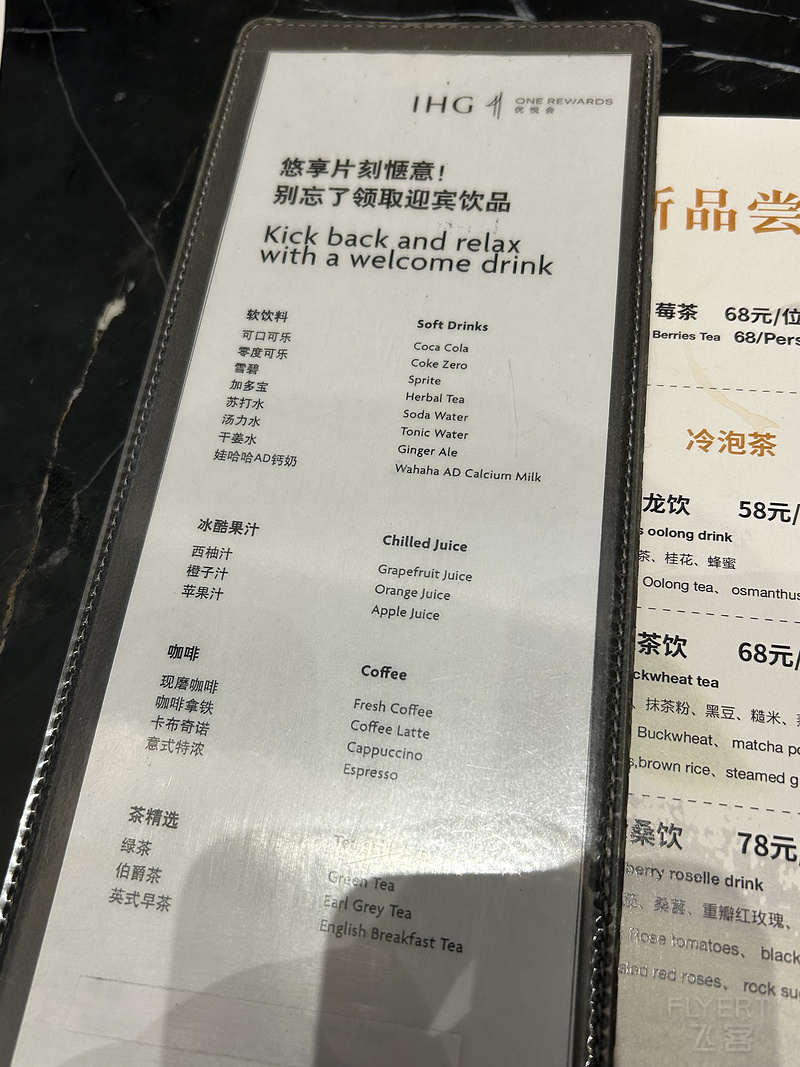 IHG ONE REWARDS
优悦会
悠享片刻惬意!
别忘了领取迎宾饮品
Kick back and relax
with a welcome drink
软饮料 Soft Drinks
可口可乐 Coca Cola
零度可乐 Coke Zero
雪碧 Sprite
加多宝 Herbal Tea
苏打水 Soda Water
汤力水 Tonic Water
干姜水 Ginger Ale
娃哈哈AD钙奶 Wahaha AD Calcium Milk
冰酷果汁 Chilled Juice
西柚汁 Grapefruit Juice
橙子汁 Orange Juice
苹果汁 Apple Juice
咖啡 Coffee
现磨咖啡 Fresh Coffee
咖啡拿铁 Coffee Latte
卡布奇诺 Cappuccino
意式特浓 Espresso
茶精选 Tea
绿茶 Green Tea
伯爵茶 Earl Grey Tea
英式早茶 English Breakfast Tea
品尝
莓茶 68元/位
Berries Tea 68/Pers
冷泡茶
龙饮 58元/
oolong drink
茶、桂花、蜂蜜
Oolong tea、 osmanthus
茶饮 68元/
ckwheat tea
、抹茶粉、黑豆、糙米、
Buckwheat、 matcha po
,brown rice、 steamed g
桑饮 78元/
berry roselle drink
桑葚、重瓣红玫瑰、
Rose tomatoes、 black
red roses、 rock su
FLYERT
飞客